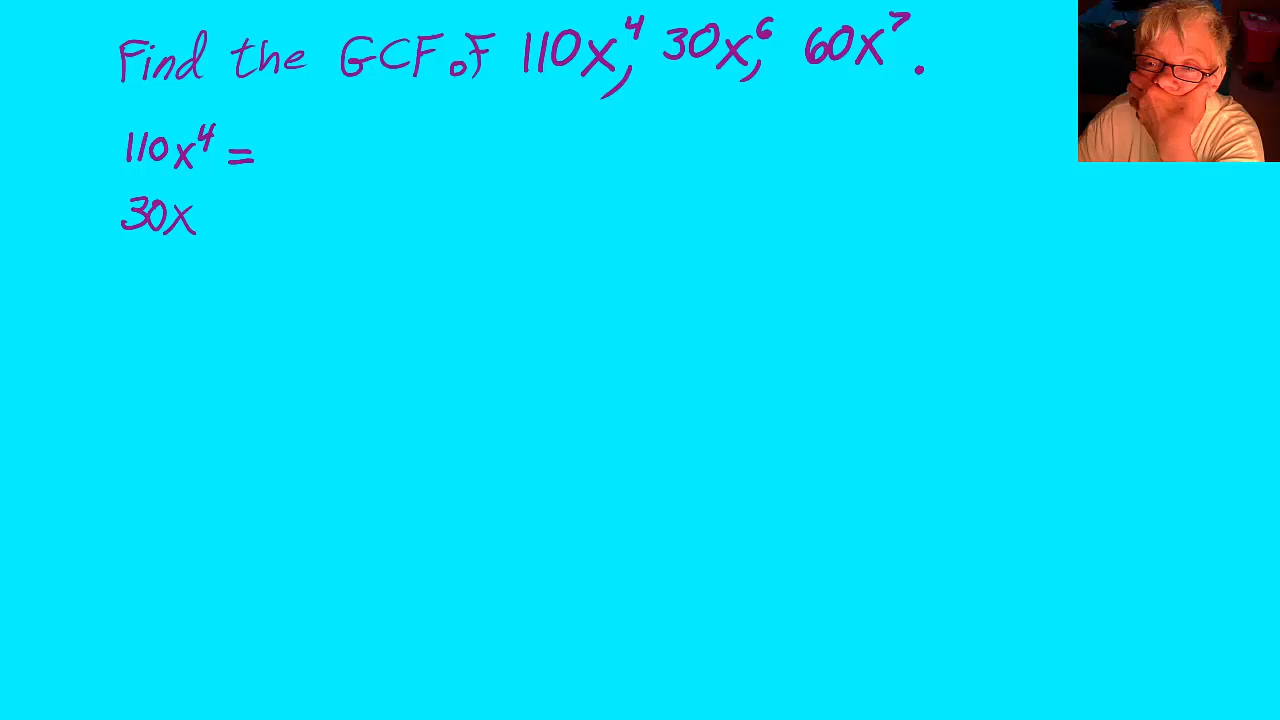 Find the GCF of 110x⁴, 30x⁶, 60x⁷.
110x⁴ =
30x